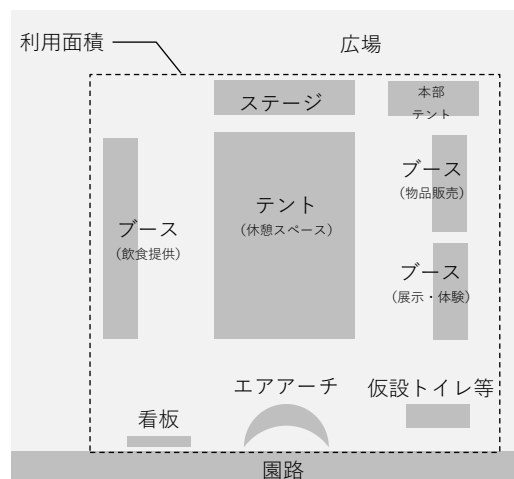 利用面積
広場
ステージ
本部
テント
ブース
(物品販売)
テント
(休憩スペース)
ブース
(飲食提供)
ブース
(展示・体験)
エアアーチ
仮設トイレ等
看板
園路